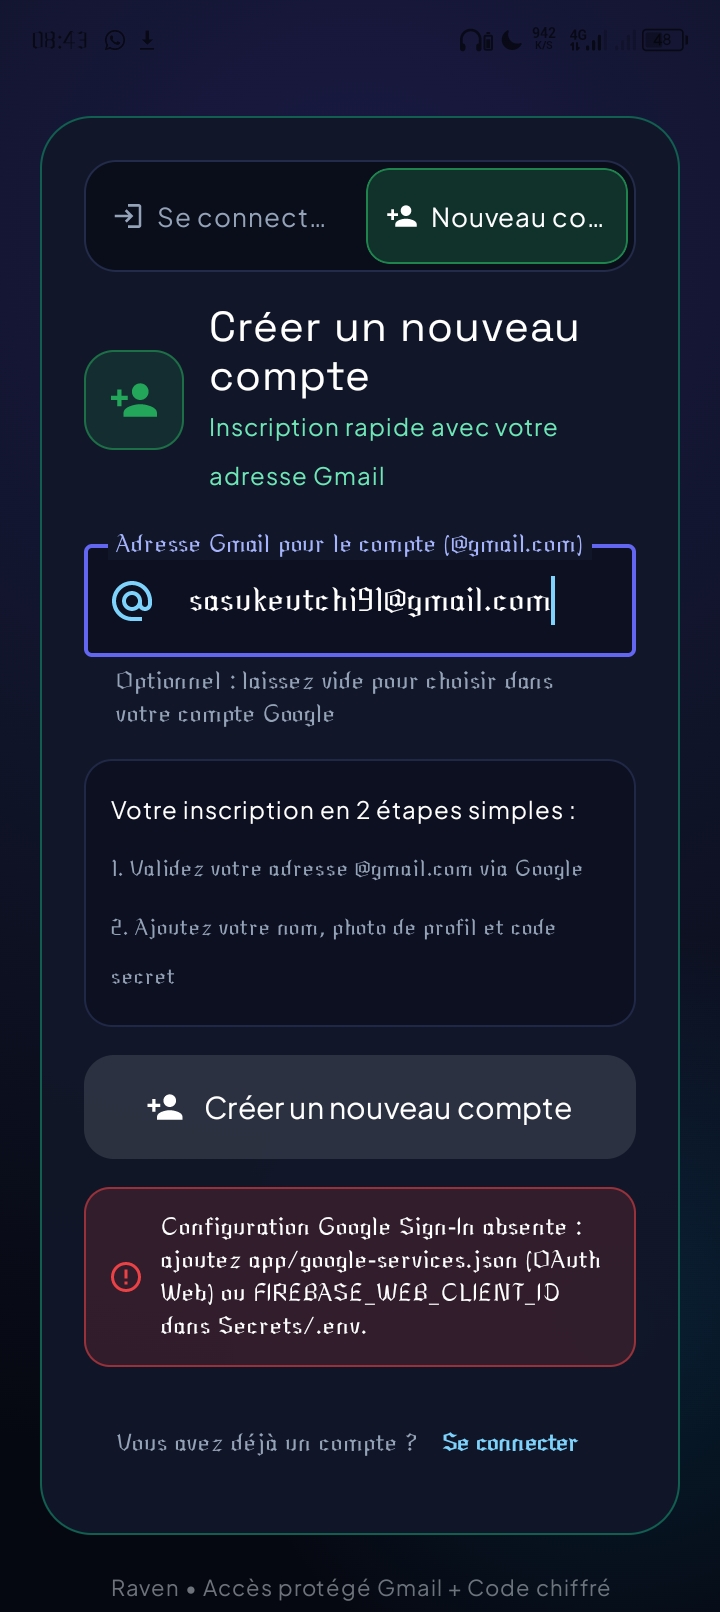 08:43
942
K/S
4G
48
Se connect...
Nouveau co...
Créer un nouveau
compte
Inscription rapide avec votre
adresse Gmail
Adresse Gmail pour le compte (@gmail.com)
sasukeutchi91@gmail.com
Optionnel : laissez vide pour choisir dans
votre compte Google
Votre inscription en 2 étapes simples :
1. Validez votre adresse @gmail.com via Google
2. Ajoutez votre nom, photo de profil et code
secret
Créer un nouveau compte
Configuration Google Sign-In absente :
ajoutez app/google-services.json (OAuth
Web) ou FIREBASE_WEB_CLIENT_ID
dans Secrets/.env.
Vous avez déjà un compte ? Se connecter
Raven • Accès protégé Gmail + Code chiffré